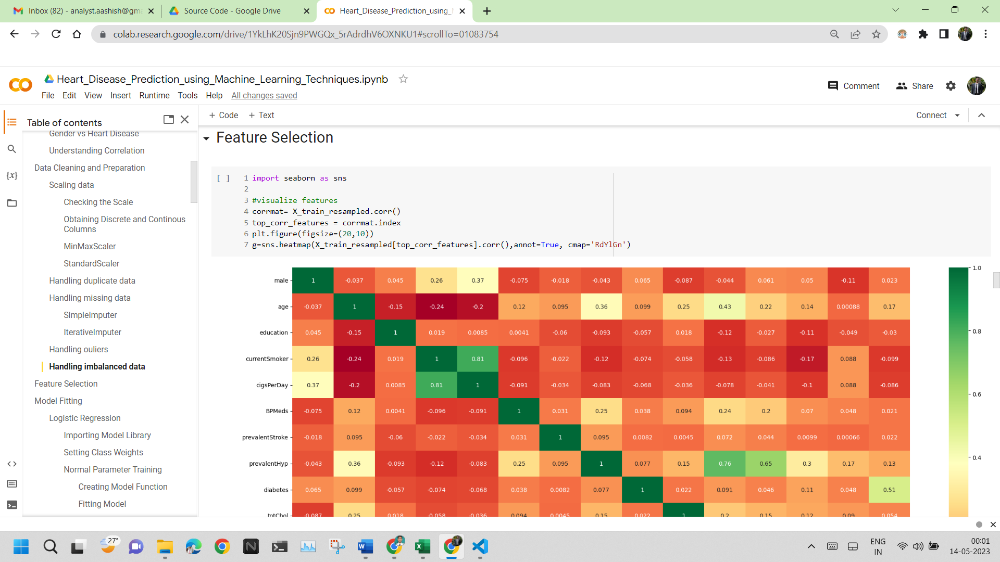 Inbox (82) - analyst.aashish@gma
Source Code - Google Drive
Heart_Disease_Prediction_using_M
colab.research.google.com/drive/1YkLhK20Sjn9PWGQx_5rAdrdhV6OXNKU1#scrollTo=01083754
Heart_Disease_Prediction_using_Machine_Learning_Techniques.ipynb
Comment
Share
File Edit View Insert Runtime Tools Help All changes saved
Table of contents
+ Code + Text
Connect
Gender vs Heart Disease
Understanding Correlation
Data Cleaning and Preparation
Scaling data
Checking the Scale
Obtaining Discrete and Continous
Columns
MinMaxScaler
StandardScaler
Handling duplicate data
Handling missing data
SimpleImputer
IterativeImputer
Handling ouliers
Handling imbalanced data
Feature Selection
Model Fitting
Logistic Regression
Importing Model Library
Setting Class Weights
Normal Parameter Training
Creating Model Function
Fitting Model
Feature Selection
[ ]
1 import seaborn as sns
2
3 #visualize features
4 corrmat= X_train_resampled.corr()
5 top_corr_features = corrmat.index
6 plt.figure(figsize=(20,10))
7 g=sns.heatmap(X_train_resampled[top_corr_features].corr(),annot=True, cmap='RdYlGn')
male 1 -0.037 0.045 0.26 0.37 -0.075 -0.018 -0.043 0.065 -0.087 -0.044 0.061 0.05 -0.11 0.023
age -0.037 1 -0.15 -0.24 -0.2 0.12 0.095 0.36 0.099 0.25 0.43 0.22 0.14 0.00088 0.17
education 0.045 -0.15 1 0.019 0.0085 0.0041 -0.06 -0.093 -0.057 0.018 -0.12 -0.027 -0.11 -0.049 -0.03
currentSmoker 0.26 -0.24 0.019 1 0.81 -0.096 -0.022 -0.12 -0.074 -0.058 -0.13 -0.086 -0.17 0.088 -0.099
cigsPerDay 0.37 -0.2 0.0085 0.81 1 -0.091 -0.034 -0.083 -0.068 -0.036 -0.078 -0.041 -0.1 0.088 -0.086
BPMeds -0.075 0.12 0.0041 -0.096 -0.091 1 0.031 0.25 0.038 0.094 0.24 0.2 0.07 0.048 0.021
prevalentStroke -0.018 0.095 -0.06 -0.022 -0.034 0.031 1 0.095 0.0082 0.0045 0.072 0.044 0.0099 0.00066 0.022
prevalentHyp -0.043 0.36 -0.093 -0.12 -0.083 0.25 0.095 1 0.077 0.15 0.76 0.65 0.3 0.17 0.13
diabetes 0.065 0.099 -0.057 -0.074 -0.068 0.038 0.0082 0.077 1 0.022 0.091 0.046 0.11 0.048 0.51
totChol -0.087 0.25 0.018 -0.058 -0.036 0.094 0.0045 0.15 0.022 1 0.2 0.15 0.12 0.09 0.054
1.0
0.8
0.6
0.4
27°
ENG
IN
00:01
14-05-2023